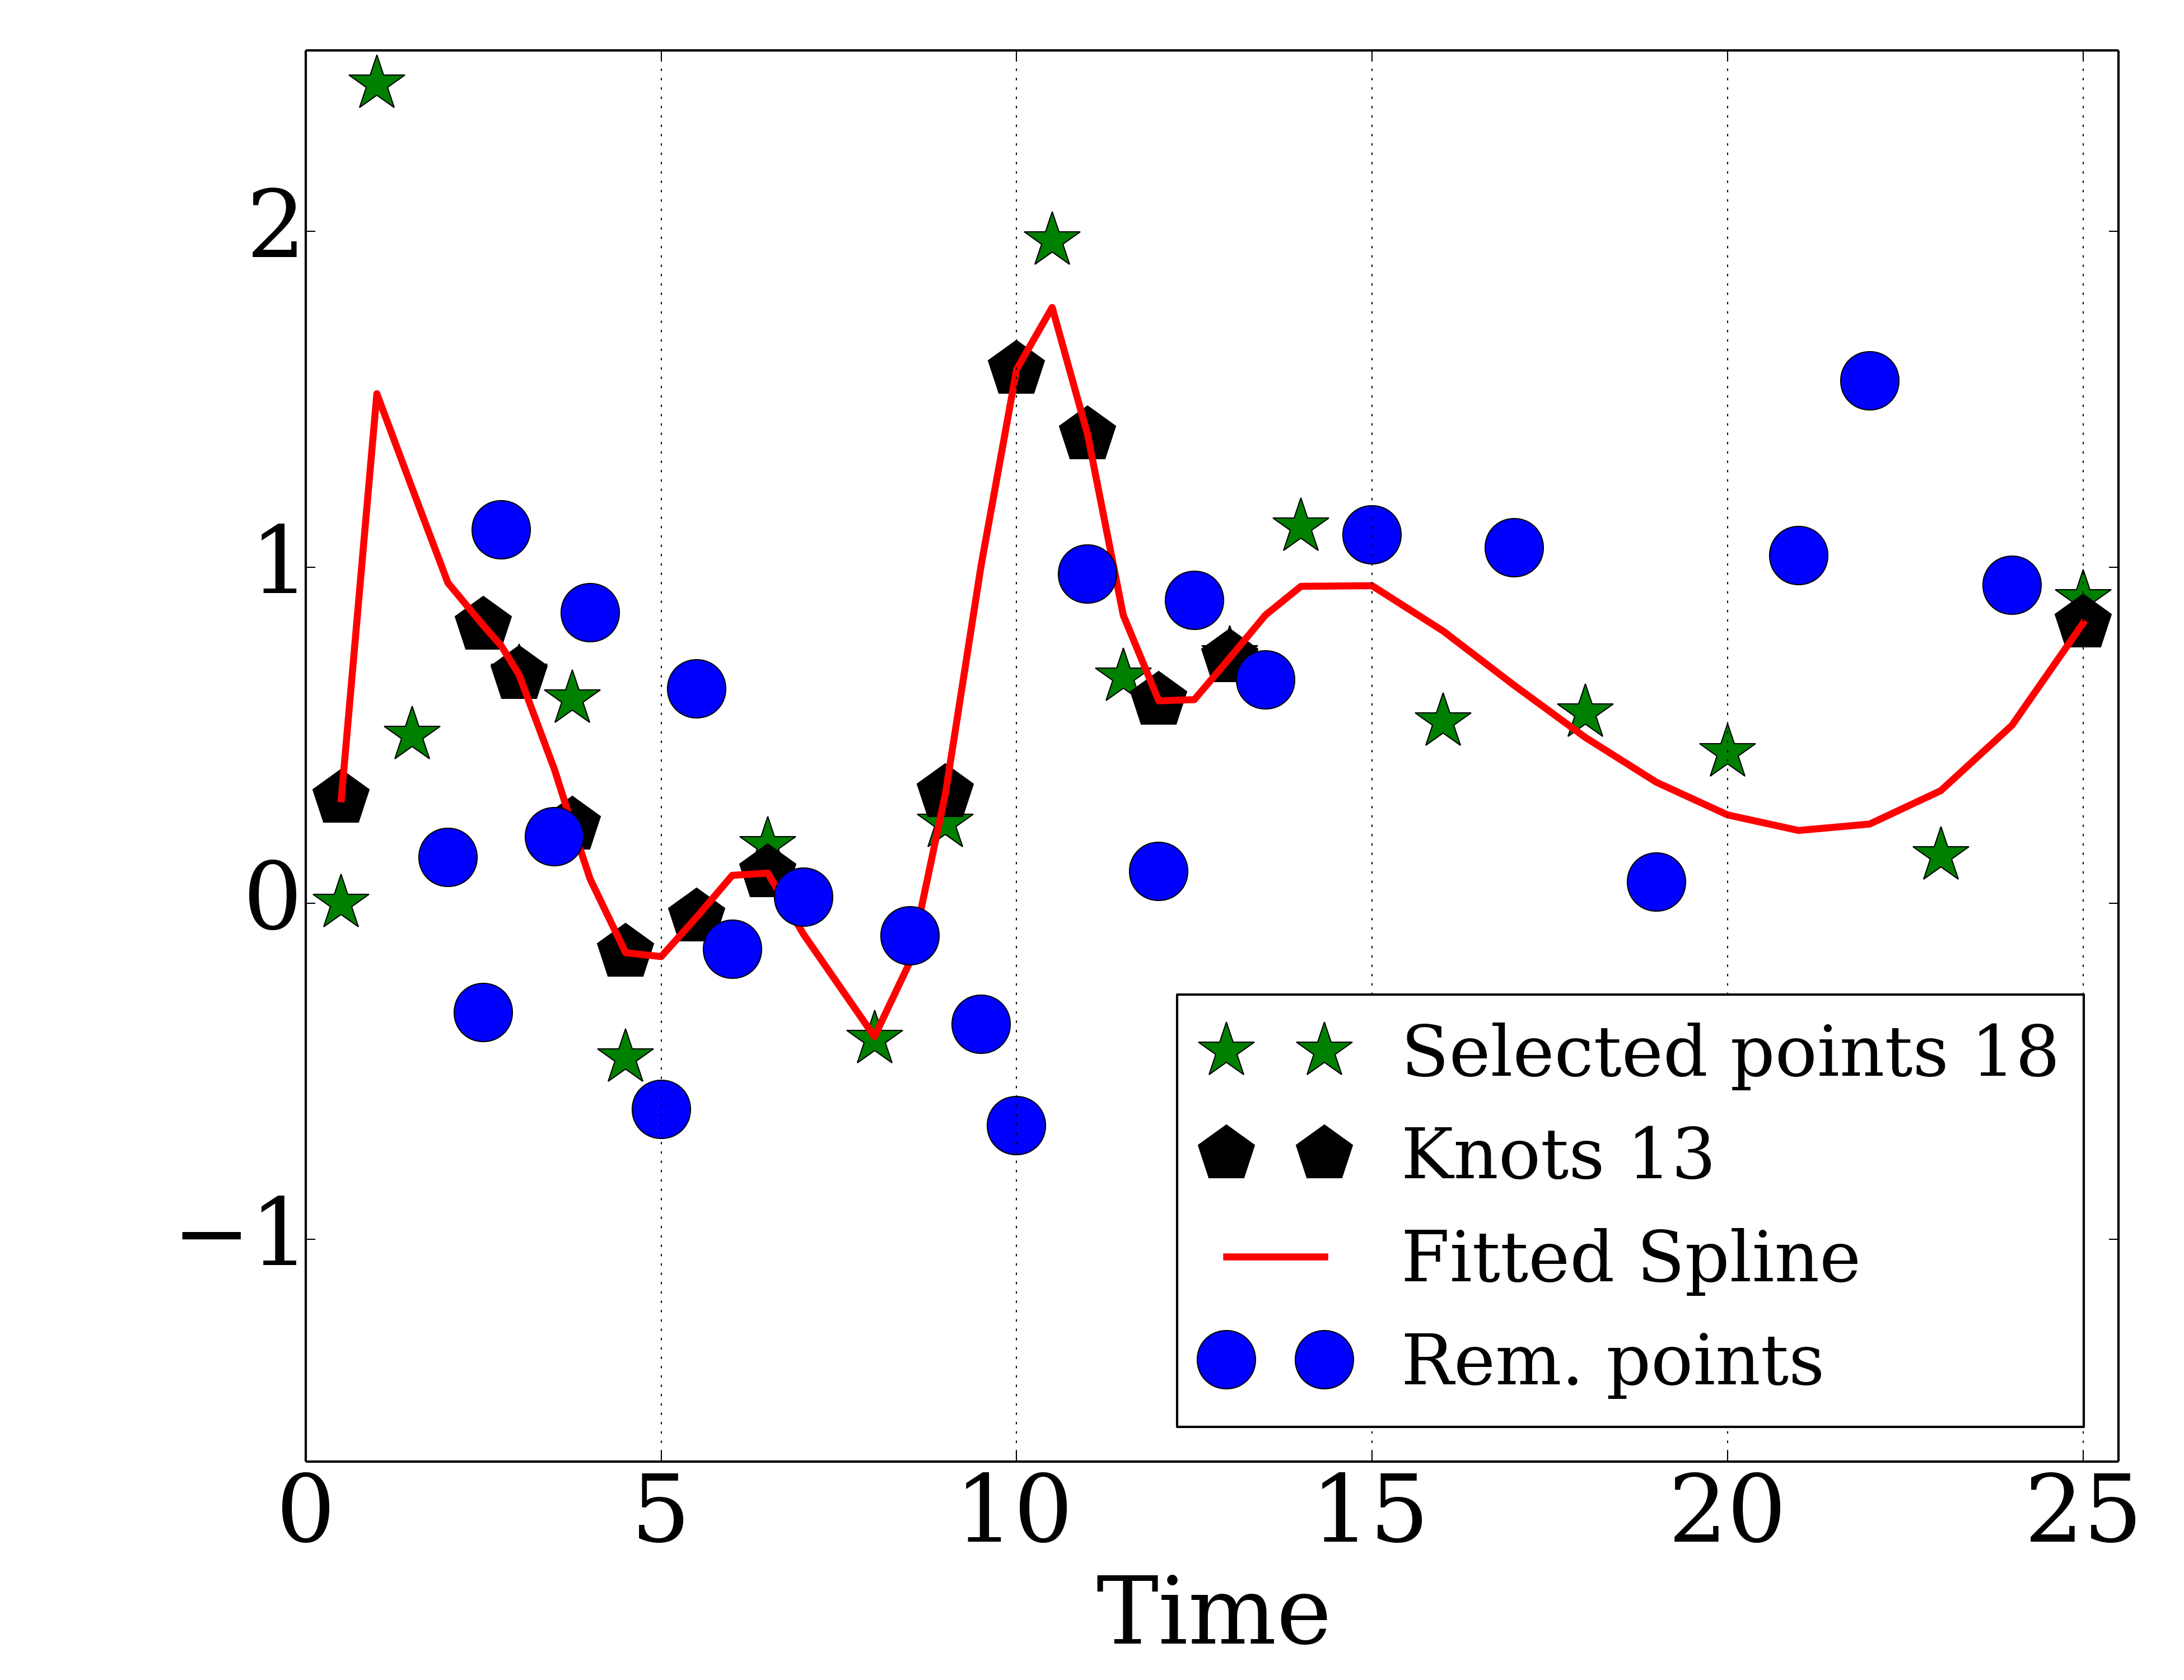 2
1
0
−1
Selected points 18
Knots 13
Fitted Spline
Rem. points
0 5 10 15 20 25
Time